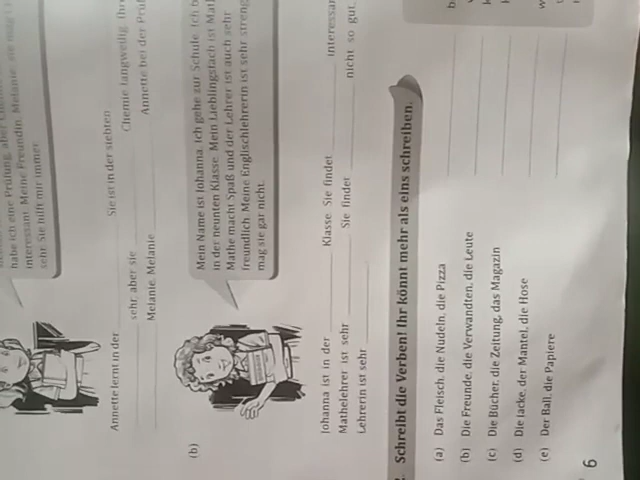 habe ich eine Prüfung, aber
interessant. Meine Freundin Melanie
sehr. Sie hilft mir immer.
Annette lernt in der Sie ist in der siebten
sehr, aber sie Chemie langweilig. Ihre
Melanie. Melanie Annette bei der
(b)
Mein Name ist Johanna. Ich gehe zur Schule. Ich
in der neunten Klasse. Mein Lieblingsfach ist
Mathe macht Spaß und der Lehrer ist auch sehr
freundlich. Meine Englischlehrerin ist sehr streng
mag sie gar nicht.
Johanna ist in der Klasse. Sie findet
Mathelehrer ist sehr Sie findet nicht so gut.
Lehrerin ist sehr
Schreibt die Verben! Ihr könnt mehr als eins schreiben.
(a) Das Fleisch, die Nudeln, die Pizza
(b) Die Freunde, die Verwandten, die Leute
(c) Die Bücher, die Zeitung, das Magazin
(d) Die Jacke, der Mantel, die Hose
(e) Der Ball, die Papiere
6